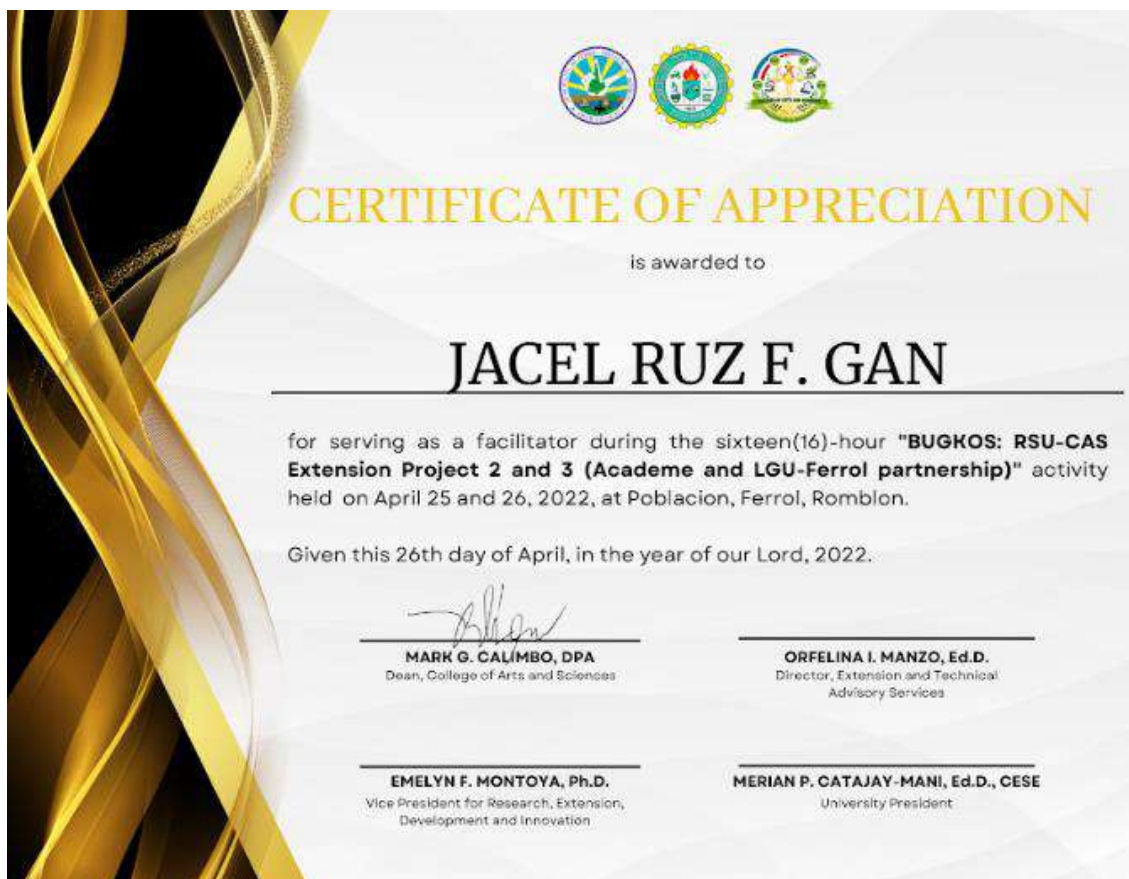 CERTIFICATE OF APPRECIATION
is awarded to
JACEL RUZ F. GAN
for serving as a facilitator during the sixteen(16)-hour "BUGKOS: RSU-CAS
Extension Project 2 and 3 (Academe and LGU-Ferrol partnership)" activity
held on April 25 and 26, 2022, at Poblacion, Ferrol, Romblon.
Given this 26th day of April, in the year of our Lord, 2022.
MARK G. CALIMBO, DPA
Dean, College of Arts and Sciences
ORFELINA I. MANZO, Ed.D.
Director, Extension and Technical
Advisory Services
EMELYN F. MONTOYA, Ph.D.
Vice President for Research, Extension,
Development and Innovation
MERIAN P. CATAJAY-MANI, Ed.D., CESE
University President